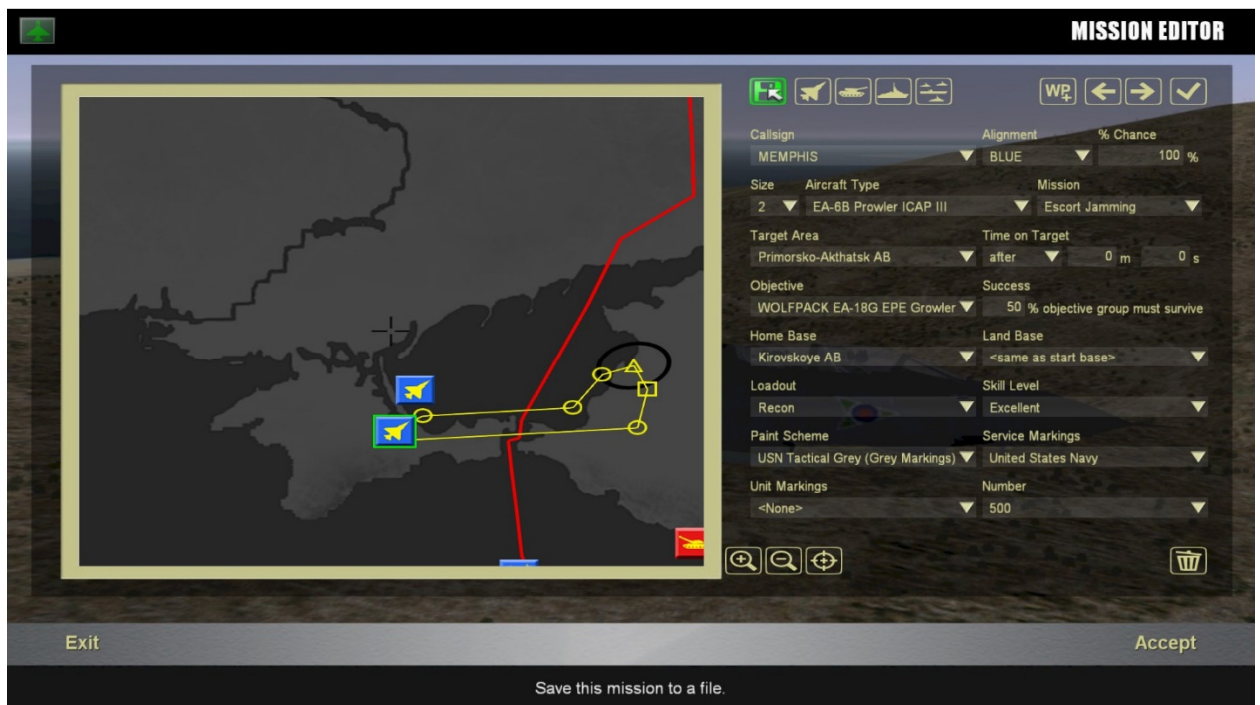 MISSION EDITOR
WP
Callsign Alignment % Chance
MEMPHIS BLUE 100 %
Size Aircraft Type Mission
2 EA-6B Prowler ICAP III Escort Jamming
Target Area Time on Target
Primorsko-Akthatsk AB after 0 m 0 s
Objective Success
WOLFPACK EA-18G EPE Growler 50 % objective group must survive
Home Base Land Base
Kirovskoye AB <same as start base>
Loadout Skill Level
Recon Excellent
Paint Scheme Service Markings
USN Tactical Grey (Grey Markings) United States Navy
Unit Markings Number
<None> 500
Exit Accept
Save this mission to a file.